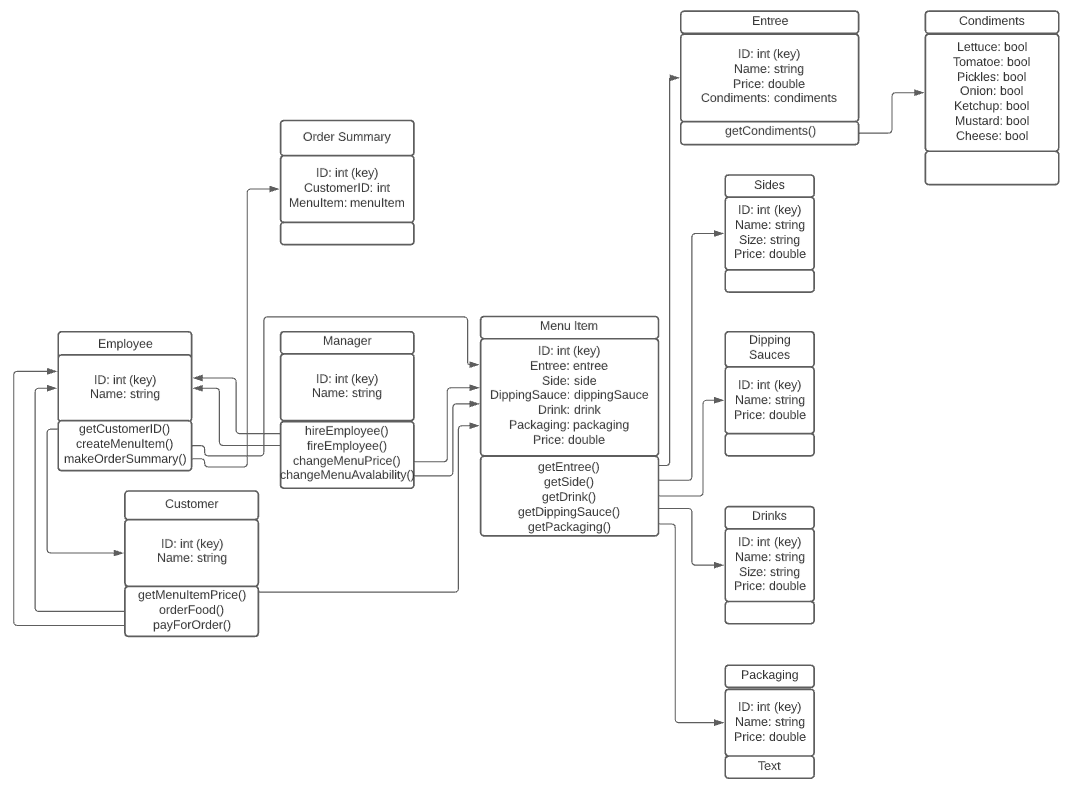 Entree
ID: int (key)
Name: string
Price: double
Condiments: condiments
getCondiments()
Condiments
Lettuce: bool
Tomatoe: bool
Pickles: bool
Onion: bool
Ketchup: bool
Mustard: bool
Cheese: bool
Order Summary
ID: int (key)
CustomerID: int
MenuItem: menuItem
Sides
ID: int (key)
Name: string
Size: string
Price: double
Employee
ID: int (key)
Name: string
getCustomerID()
createMenuItem()
makeOrderSummary()
Manager
ID: int (key)
Name: string
hireEmployee()
fireEmployee()
changeMenuPrice()
changeMenuAvalability()
Menu Item
ID: int (key)
Entree: entree
Side: side
DippingSauce: dippingSauce
Drink: drink
Packaging: packaging
Price: double
getEntree()
getSide()
getDrink()
getDippingSauce()
getPackaging()
Dipping
Sauces
ID: int (key)
Name: string
Price: double
Customer
ID: int (key)
Name: string
getMenuItemPrice()
orderFood()
payForOrder()
Drinks
ID: int (key)
Name: string
Size: string
Price: double
Packaging
ID: int (key)
Name: string
Price: double
Text